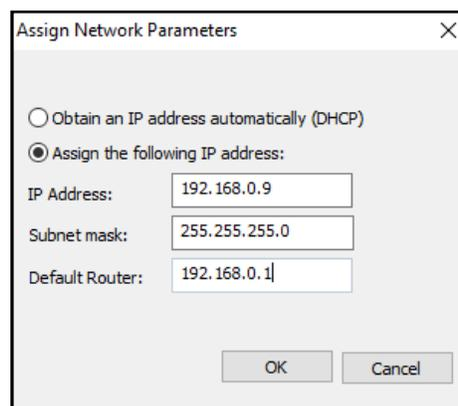 Assign Network Parameters
Obtain an IP address automatically (DHCP)
Assign the following IP address:
IP Address: 192.168.0.9
Subnet mask: 255.255.255.0
Default Router: 192.168.0.1
OK Cancel